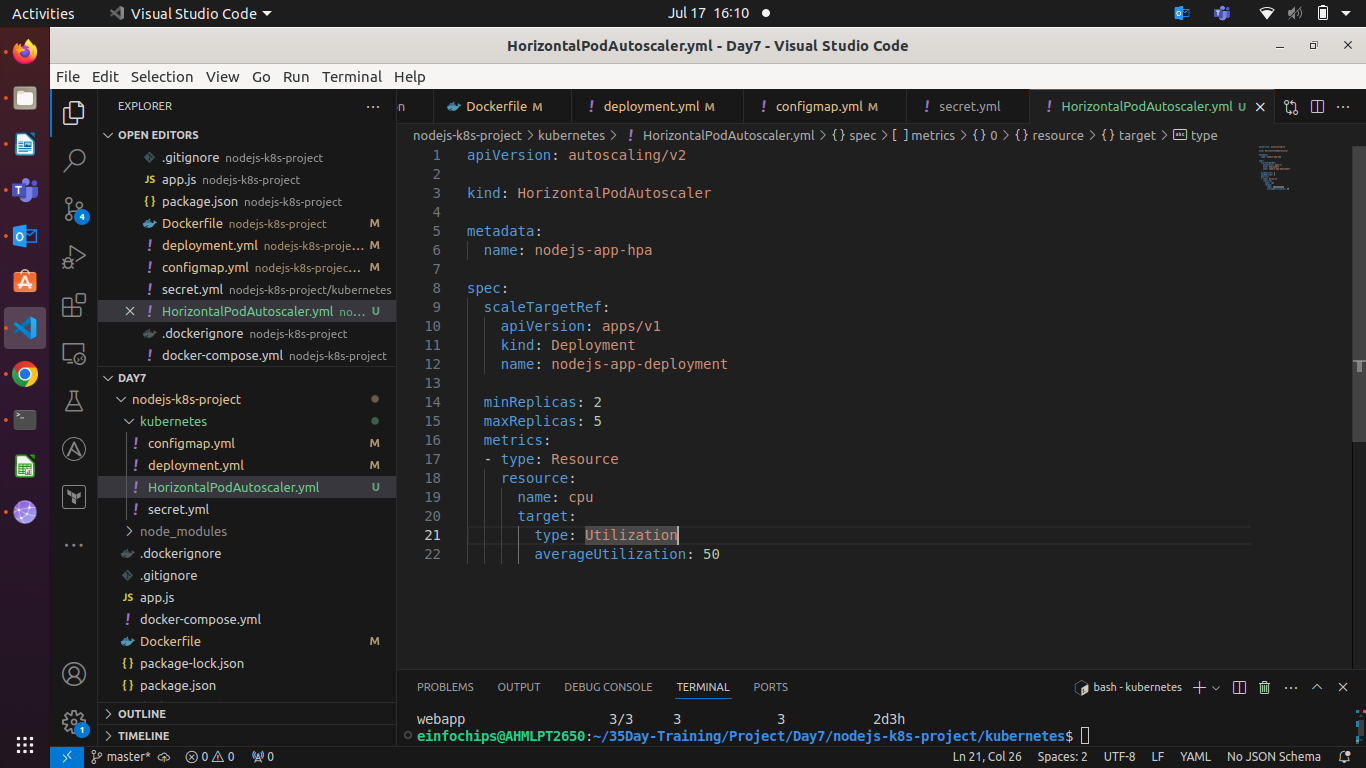 Activities
Visual Studio Code
Jul 17 16:10
HorizontalPodAutoscaler.yml - Day7 - Visual Studio Code
File Edit Selection View Go Run Terminal Help
EXPLORER
OPEN EDITORS
.gitignore nodejs-k8s-project
JS app.js nodejs-k8s-project
{} package.json nodejs-k8s-project
Dockerfile nodejs-k8s-project M
! deployment.yml nodejs-k8s-proje... M
! configmap.yml nodejs-k8s-projec... M
! secret.yml nodejs-k8s-project/kubernetes
! HorizontalPodAutoscaler.yml no... U
.dockerignore nodejs-k8s-project
! docker-compose.yml nodejs-k8s-project
DAY7
nodejs-k8s-project
kubernetes
! configmap.yml M
! deployment.yml M
! HorizontalPodAutoscaler.yml U
! secret.yml
node_modules
.dockerignore
.gitignore
JS app.js
! docker-compose.yml
Dockerfile M
{} package-lock.json
{} package.json
OUTLINE
TIMELINE
4
1
on
Dockerfile M
! deployment.yml M
! configmap.yml M
! secret.yml
! HorizontalPodAutoscaler.yml U
nodejs-k8s-project > kubernetes > ! HorizontalPodAutoscaler.yml > {} spec > [ ] metrics > {} 0 > {} resource > {} target > abc type
1 apiVersion: autoscaling/v2
2
3 kind: HorizontalPodAutoscaler
4
5 metadata:
6 name: nodejs-app-hpa
7
8 spec:
9 scaleTargetRef:
10 apiVersion: apps/v1
11 kind: Deployment
12 name: nodejs-app-deployment
13
14 minReplicas: 2
15 maxReplicas: 5
16 metrics:
17 - type: Resource
18 resource:
19 name: cpu
20 target:
21 type: Utilization
22 averageUtilization: 50
PROBLEMS OUTPUT DEBUG CONSOLE TERMINAL PORTS
bash - kubernetes
webapp 3/3 3 3 2d3h
einfochips@AHMLPT2650:~/35Day-Training/Project/Day7/nodejs-k8s-project/kubernetes$
master* 0 0 0
Ln 21, Col 26 Spaces: 2 UTF-8 LF YAML No JSON Schema